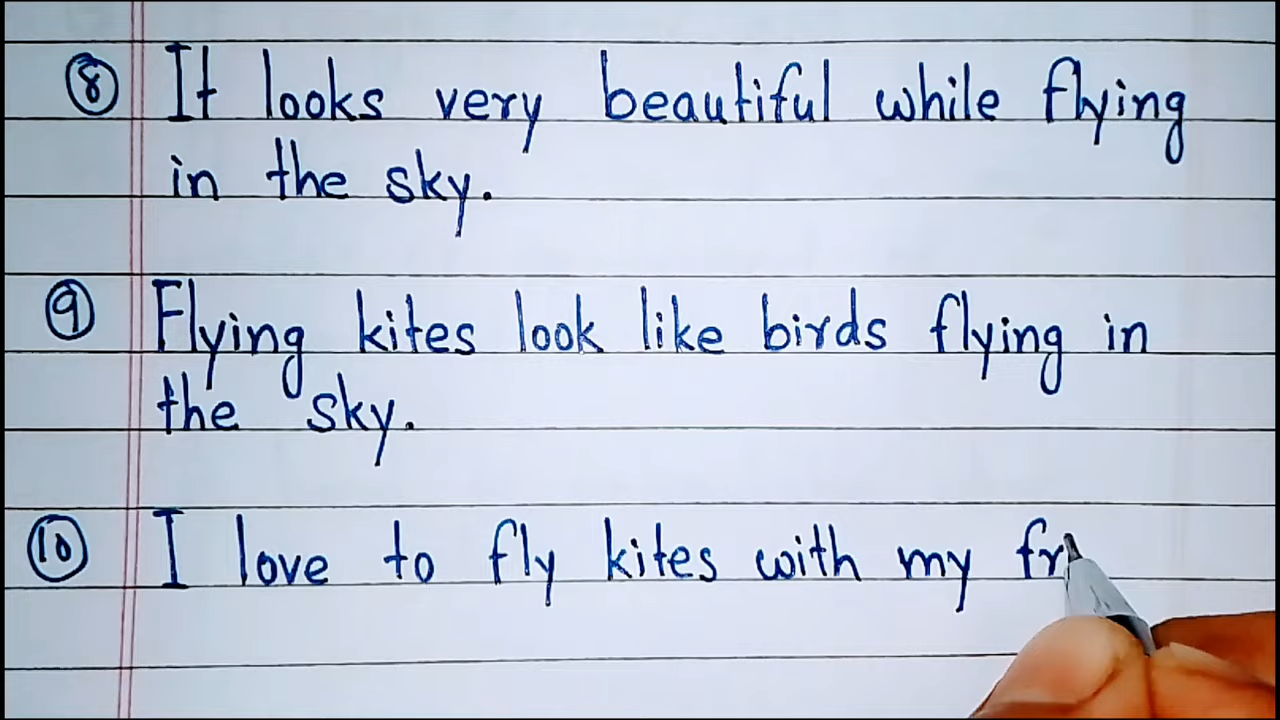 ⑧ It looks very beautiful while flying
in the sky.
⑨ Flying kites look like birds flying in
the sky.
⑩ I love to fly kites with my fr